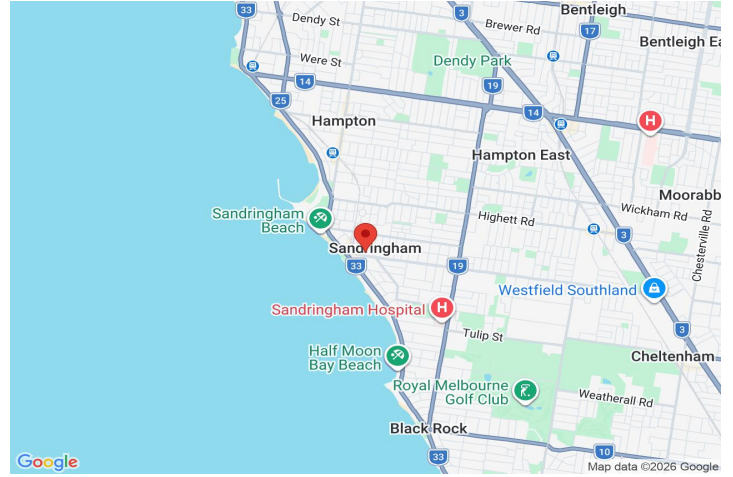 33
Dendy St
3
Brewer Rd
Bentleigh
17
Bentleigh Ea
Were St
14
Dendy Park
19
25
14
H
Hampton
Hampton East
Moorabb
Wickham Rd
Sandringham
Beach
Highett Rd
Chesterville Rd
3
Sandringham
33
19
Westfield Southland
Sandringham Hospital
H
3
Tulip St
Half Moon
Bay Beach
Cheltenham
Royal Melbourne
Golf Club
Weatherall Rd
Black Rock
10
33
Google
Map data ©2026 Google